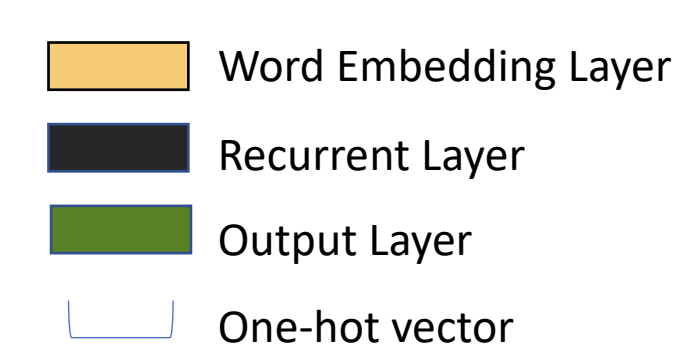 Word Embedding Layer
Recurrent Layer
Output Layer
One-hot vector